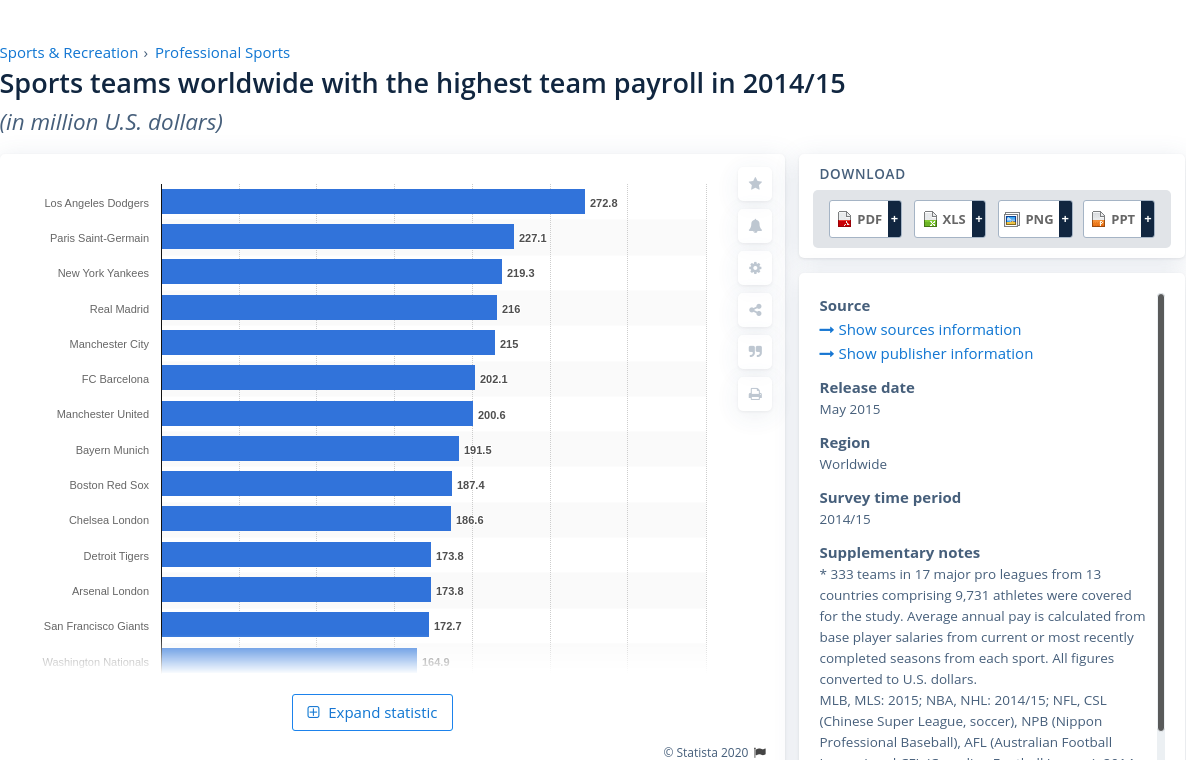 Sports & Recreation › Professional Sports
Sports teams worldwide with the highest team payroll in 2014/15
(in million U.S. dollars)
Los Angeles Dodgers 272.8
Paris Saint-Germain 227.1
New York Yankees 219.3
Real Madrid 216
Manchester City 215
FC Barcelona 202.1
Manchester United 200.6
Bayern Munich 191.5
Boston Red Sox 187.4
Chelsea London 186.6
Detroit Tigers 173.8
Arsenal London 173.8
San Francisco Giants 172.7
Washington Nationals 164.9
Expand statistic
© Statista 2020
DOWNLOAD
PDF + XLS + PNG + PPT +
Source
Show sources information
Show publisher information
Release date
May 2015
Region
Worldwide
Survey time period
2014/15
Supplementary notes
* 333 teams in 17 major pro leagues from 13
countries comprising 9,731 athletes were covered
for the study. Average annual pay is calculated from
base player salaries from current or most recently
completed seasons from each sport. All figures
converted to U.S. dollars.
MLB, MLS: 2015; NBA, NHL: 2014/15; NFL, CSL
(Chinese Super League, soccer), NPB (Nippon
Professional Baseball), AFL (Australian Football